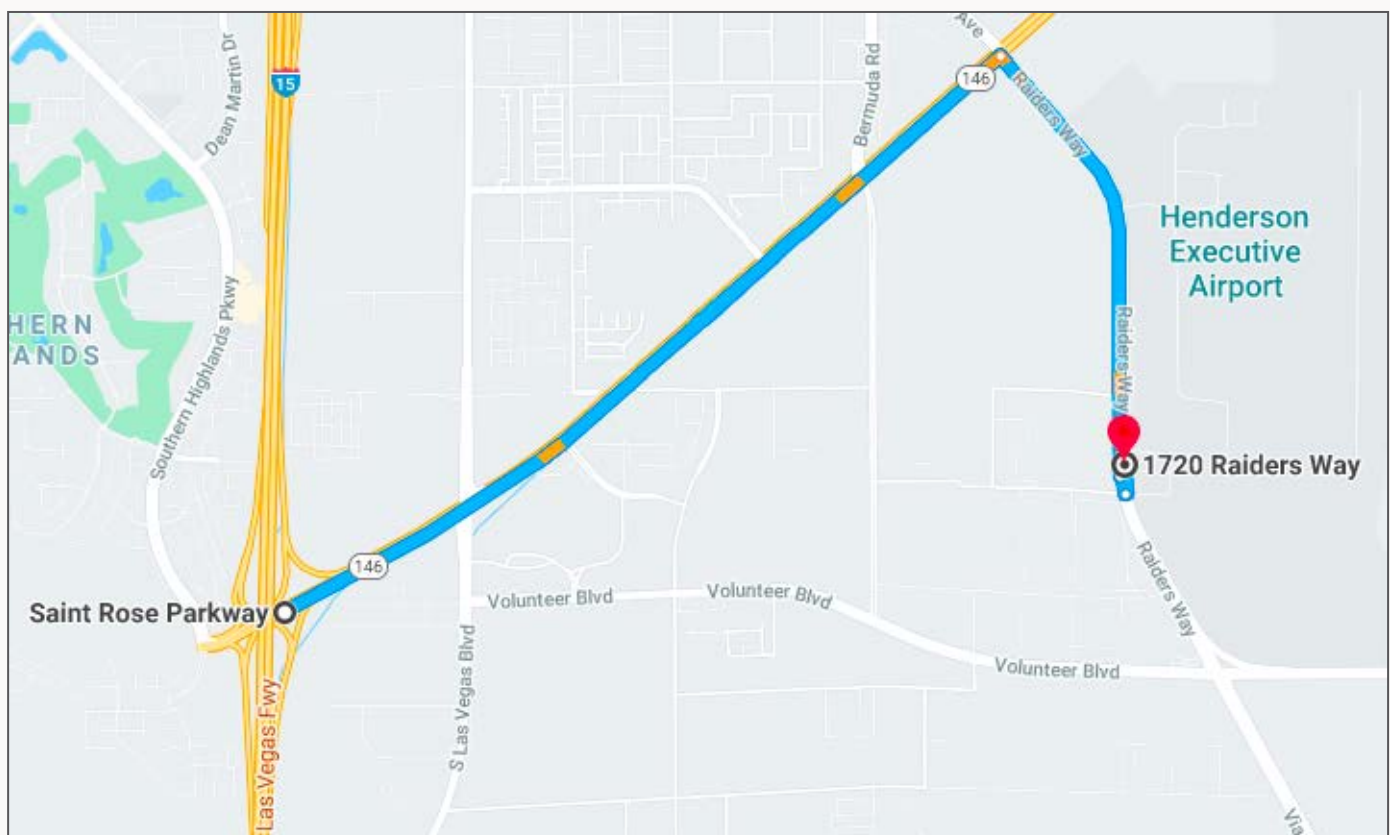 Ave
Dean Martin Dr
15
Bermuda Rd
146
Raiders Way
Henderson
Executive
Airport
HERN
ANDS
Southern Highlands Pkwy
Raiders Way
1720 Raiders Way
146
Saint Rose Parkway
Volunteer Blvd
Volunteer Blvd
Raiders Way
Volunteer Blvd
S Las Vegas Blvd
Las Vegas Fwy
Via